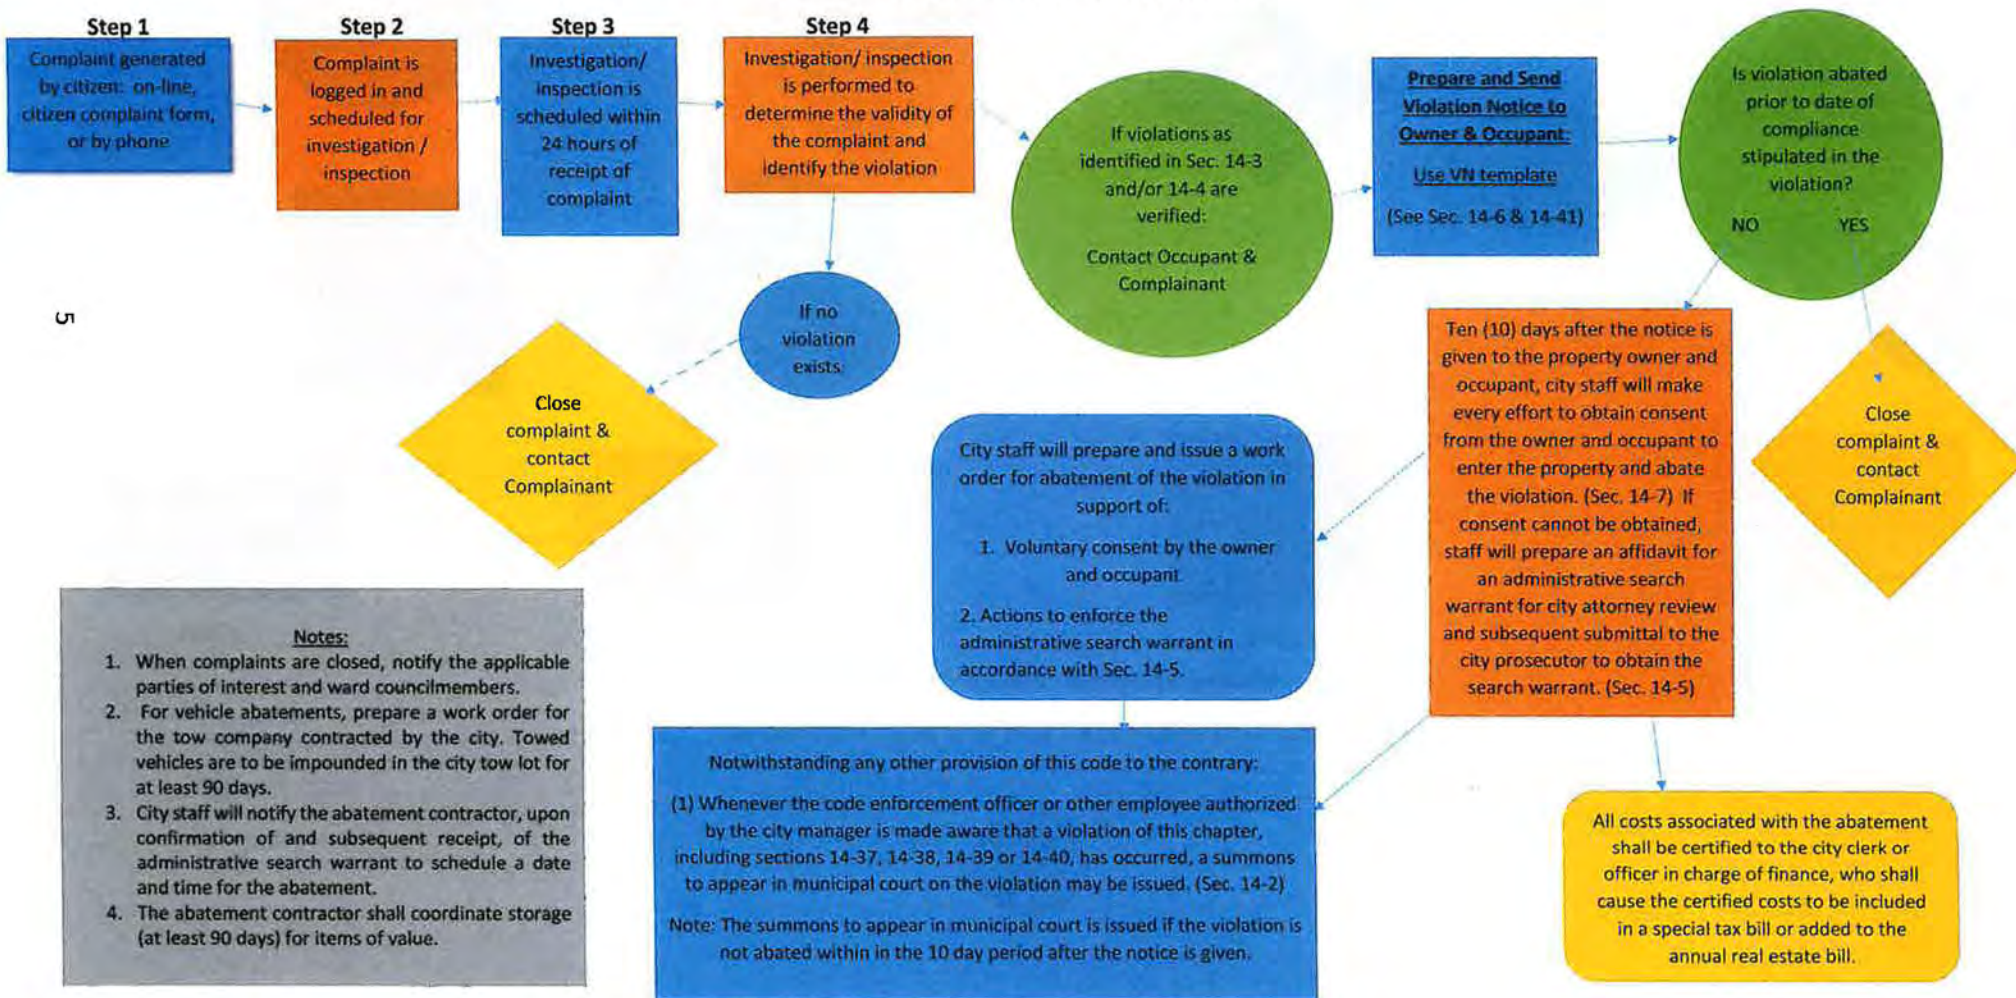 Step 1
Complaint generated
by citizen: on-line,
citizen complaint form,
or by phone
Step 2
Complaint is
logged in and
scheduled for
investigation /
inspection
Step 3
Investigation/
inspection is
scheduled within
24 hours of
receipt of
complaint
Step 4
Investigation/ inspection
is performed to
determine the validity of
the complaint and
identify the violation
If violations as
identified in Sec. 14-3
and/or 14-4 are
verified:
Contact Occupant &
Complainant
Prepare and Send
Violation Notice to
Owner & Occupant:
Use VN template
(See Sec. 14-6 & 14-41)
Is violation abated
prior to date of
compliance
stipulated in the
violation?
NO YES
If no
violation
exists:
Close
complaint &
contact
Complainant
5
Ten (10) days after the notice is
given to the property owner and
occupant, city staff will make
every effort to obtain consent
from the owner and occupant to
enter the property and abate
the violation. (Sec. 14-7) If
consent cannot be obtained,
staff will prepare an affidavit for
an administrative search
warrant for city attorney review
and subsequent submittal to the
city prosecutor to obtain the
search warrant. (Sec. 14-5)
Close
complaint &
contact
Complainant
City staff will prepare and issue a work
order for abatement of the violation in
support of:
1. Voluntary consent by the owner
and occupant
2. Actions to enforce the
administrative search warrant in
accordance with Sec. 14-5.
Notes:
1. When complaints are closed, notify the applicable
parties of interest and ward councilmembers.
2. For vehicle abatements, prepare a work order for
the tow company contracted by the city. Towed
vehicles are to be impounded in the city tow lot for
at least 90 days.
3. City staff will notify the abatement contractor, upon
confirmation of and subsequent receipt, of the
administrative search warrant to schedule a date
and time for the abatement.
4. The abatement contractor shall coordinate storage
(at least 90 days) for items of value.
Notwithstanding any other provision of this code to the contrary:
(1) Whenever the code enforcement officer or other employee authorized
by the city manager is made aware that a violation of this chapter,
including sections 14-37, 14-38, 14-39 or 14-40, has occurred, a summons
to appear in municipal court on the violation may be issued. (Sec. 14-2)
Note: The summons to appear in municipal court is issued if the violation is
not abated within in the 10 day period after the notice is given.
All costs associated with the abatement
shall be certified to the city clerk or
officer in charge of finance, who shall
cause the certified costs to be included
in a special tax bill or added to the
annual real estate bill.